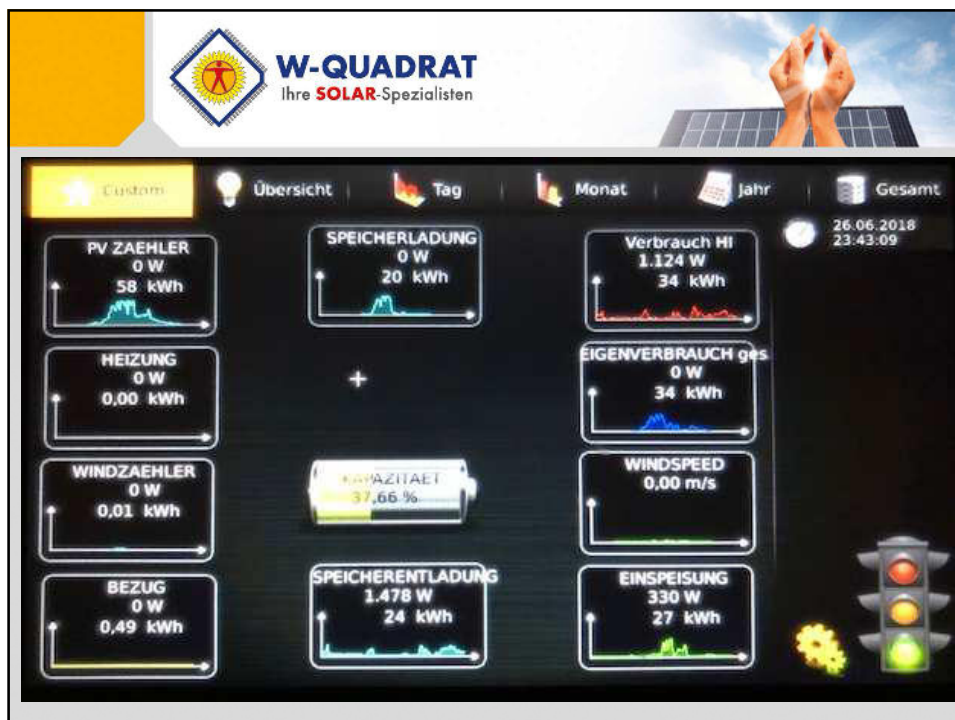 W-QUADRAT
Ihre SOLAR-Spezialisten
Custom
Übersicht
Tag
Monat
Jahr
Gesamt
26.06.2018
23:43:09
PV ZAEHLER
0 W
58 kWh
SPEICHERLADUNG
0 W
20 kWh
Verbrauch HI
1.124 W
34 kWh
HEIZUNG
0 W
0,00 kWh
EIGENVERBRAUCH ges
0 W
34 kWh
WINDZAEHLER
0 W
0,01 kWh
KAPAZITAET
37,66 %
WINDSPEED
0,00 m/s
BEZUG
0 W
0,49 kWh
SPEICHERENTLADUNG
1.478 W
24 kWh
EINSPEISUNG
330 W
27 kWh